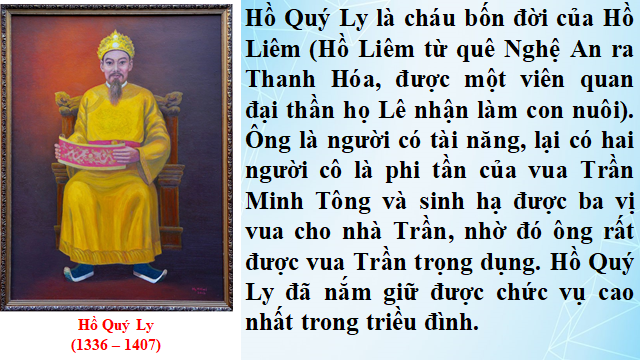 Hồ Quý Ly là cháu bốn đời của Hồ
Liêm (Hồ Liêm từ quê Nghệ An ra
Thanh Hóa, được một viên quan
đại thần họ Lê nhận làm con nuôi).
Ông là người có tài năng, lại có hai
người cô là phi tần của vua Trần
Minh Tông và sinh hạ được ba vị
vua cho nhà Trần, nhờ đó ông rất
được vua Trần trọng dụng. Hồ Quý
Ly đã nắm giữ được chức vụ cao
nhất trong triều đình.
Hồ Quý Ly
(1336 – 1407)